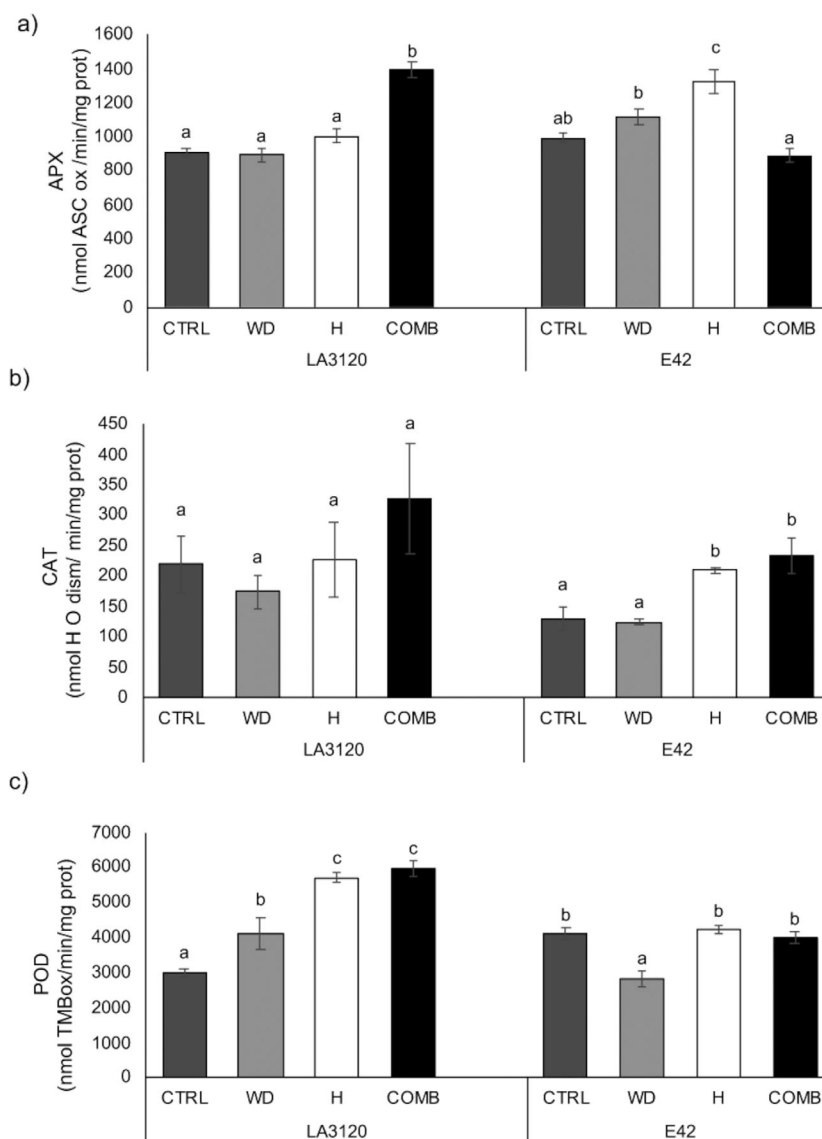 a)
APX
(nmol ASC ox /min/mg prot)
1600
1400
1200
1000
800
600
400
200
0
a
a
a
b
ab
b
c
a
CTRL WD H COMB CTRL WD H COMB
LA3120 E42
b)
CAT
(nmol H O dism/ min/mg prot)
450
400
350
300
250
200
150
100
50
0
a
a
a
a
a
a
b
b
CTRL WD H COMB CTRL WD H COMB
LA3120 E42
c)
POD
(nmol TMBox/min/mg prot)
7000
6000
5000
4000
3000
2000
1000
0
a
b
c
c
b
a
b
b
CTRL WD H COMB CTRL WD H COMB
LA3120 E42